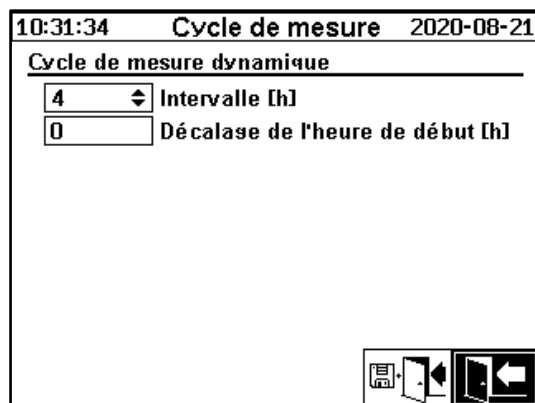 10:31:34 Cycle de mesure 2020-08-21
Cycle de mesure dynamique
4 Intervalle [h]
0 Décalage de l'heure de début [h]